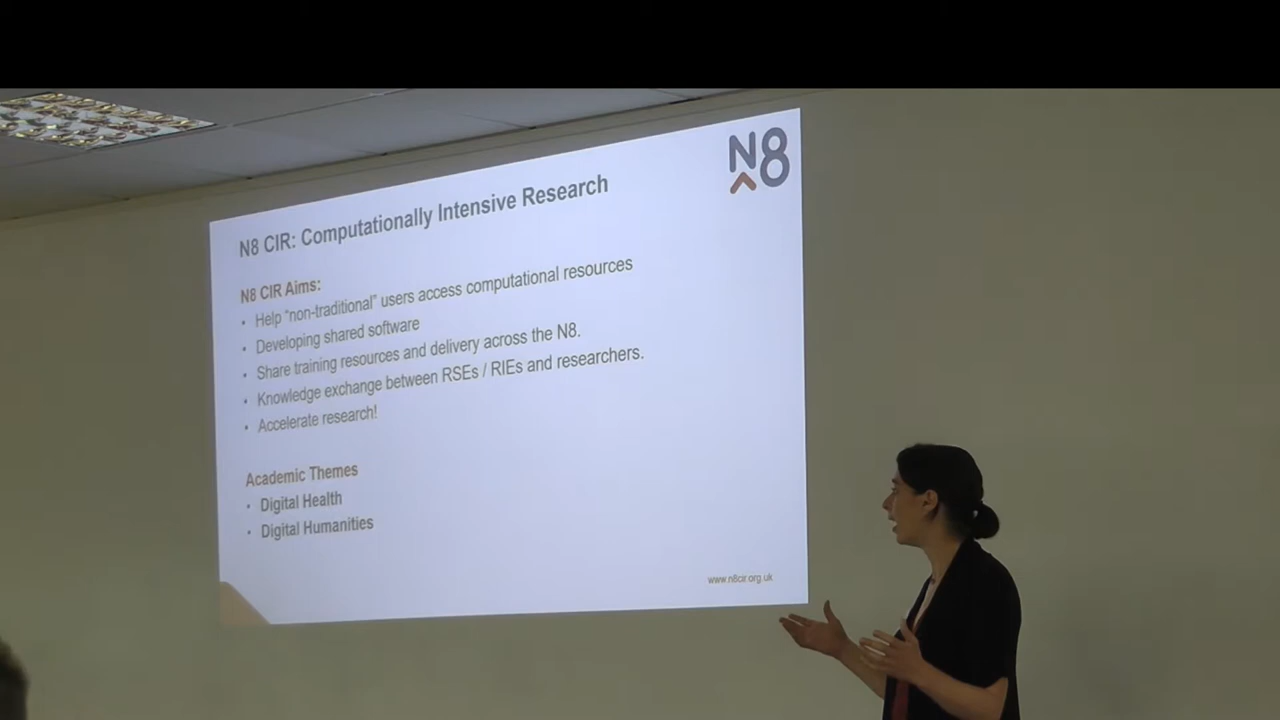 N8
N8 CIR: Computationally Intensive Research
N8 CIR Aims:
• Help “non-traditional” users access computational resources
• Developing shared software
• Share training resources and delivery across the N8.
• Knowledge exchange between RSEs / RIEs and researchers.
• Accelerate research!
Academic Themes
• Digital Health
• Digital Humanities
www.n8cir.org.uk